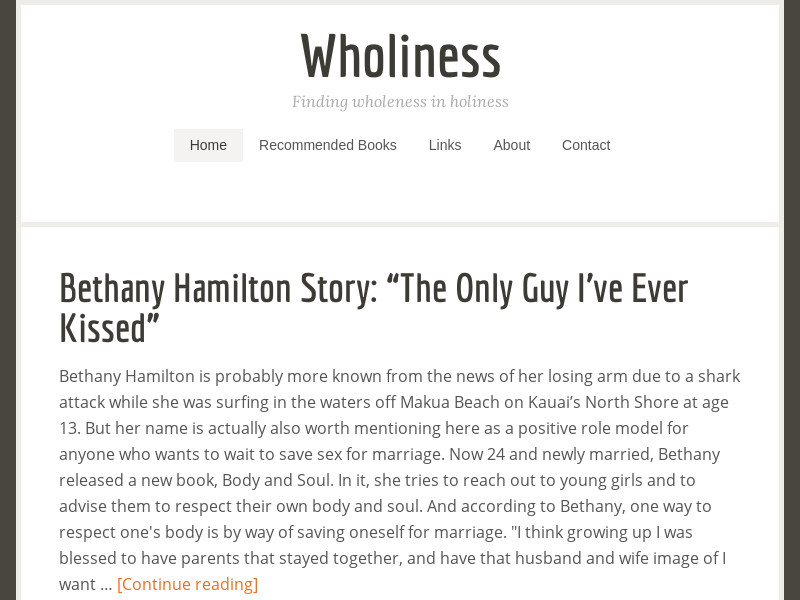 Wholiness
Finding wholeness in holiness
Home Recommended Books Links About Contact
Bethany Hamilton Story: “The Only Guy I’ve Ever
Kissed”
Bethany Hamilton is probably more known from the news of her losing arm due to a shark
attack while she was surfing in the waters off Makua Beach on Kauai’s North Shore at age
13. But her name is actually also worth mentioning here as a positive role model for
anyone who wants to wait to save sex for marriage. Now 24 and newly married, Bethany
released a new book, Body and Soul. In it, she tries to reach out to young girls and to
advise them to respect their own body and soul. And according to Bethany, one way to
respect one's body is by way of saving oneself for marriage. "I think growing up I was
blessed to have parents that stayed together, and have that husband and wife image of I
want ... [Continue reading]